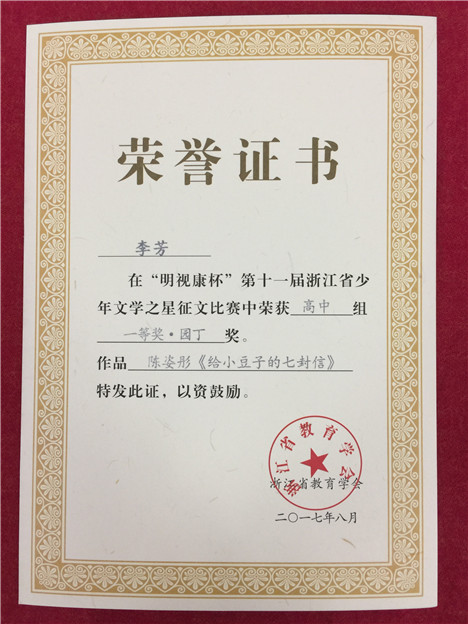 荣誉证书
李芳
在“明视康杯”第十一届浙江省少
年文学之星征文比赛中荣获 高中 组
一等奖·园丁 奖。
作品 陈姿彤《给小豆子的七封信》
特发此证，以资鼓励。
浙江省教育学会
浙江省教育学会
二〇一七年八月